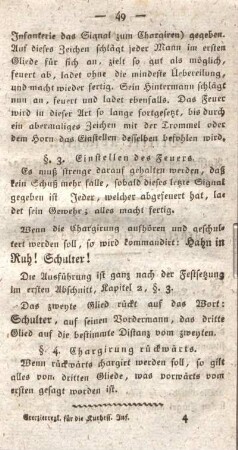 — 49 —
Infanterie das Signal zum Chargiren) gegeben.
Auf dieses Zeichen schlägt jeder Mann im ersten
Gliede für sich an, zielt so gut als möglich,
feuert ab, ladet ohne die mindeste Uebereilung,
und macht wieder fertig. Sein Hintermann schlägt
nun an, feuert und ladet ebenfalls. Das Feuer
wird in dieser Art so lange fortgesetzt, bis durch
ein abermaliges Zeichen mit der Trommel oder
dem Horn das Einstellen desselben befohlen wird.
§. 3. Einstellen des Feuers.
Es muß strenge darauf gehalten werden, daß
kein Schuß mehr falle, sobald dieses letzte Signal
gegeben ist. Jeder, welcher abgefeuert hat, la=
det sein Gewehr; alles macht fertig.
Wenn die Chargirung aufhören und geschul=
tert werden soll, so wird kommandirt: Hahn in
Ruh! Schulter!
Die Ausführung ist ganz nach der Festsetzung
im ersten Abschnitt, Kapitel 2, §. 3.
Das zweyte Glied rückt auf das Wort:
Schulter, auf seinen Vordermann, das dritte
Glied auf die bestimmte Distanz vom zweyten.
§. 4. Chargirung rückwärts.
Wenn rückwärts chargiret werden soll, so gilt
alles vom dritten Gliede, was vorwärts vom
ersten gesagt worden ist.
Exerzierregl. für die Kurhess. Inf. 4